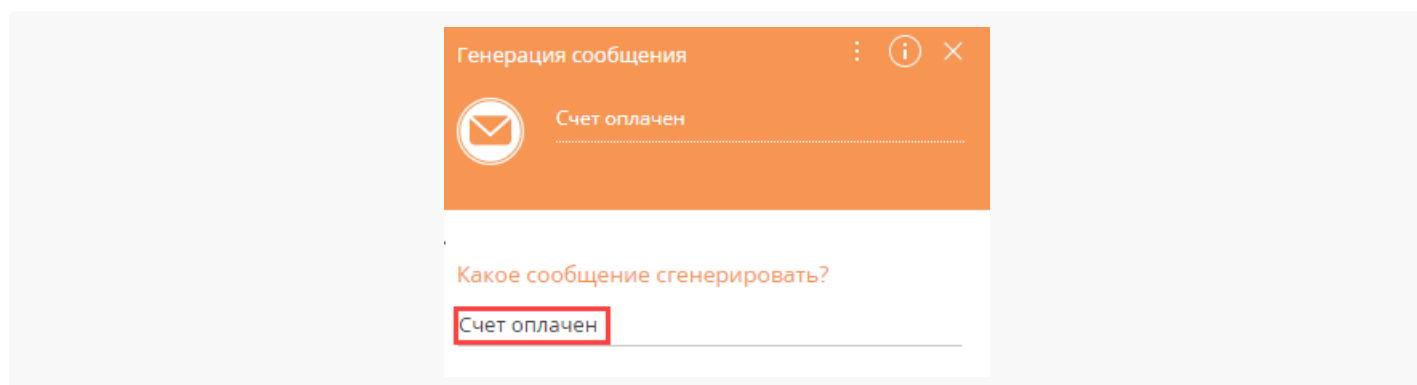 Генерация сообщения
Счет оплачен
Какое сообщение сгенерировать?
Счет оплачен